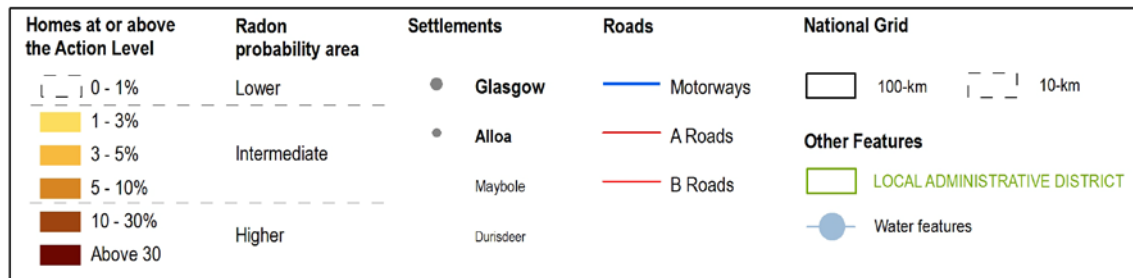 Homes at or above
the Action Level
Radon
probability area
Settlements
Roads
National Grid
0 - 1%
Lower
Glasgow
Motorways
100-km
10-km
1 - 3%
3 - 5%
Intermediate
Alloa
A Roads
Other Features
5 - 10%
Maybole
B Roads
LOCAL ADMINISTRATIVE DISTRICT
10 - 30%
Higher
Durisdeer
Water features
Above 30